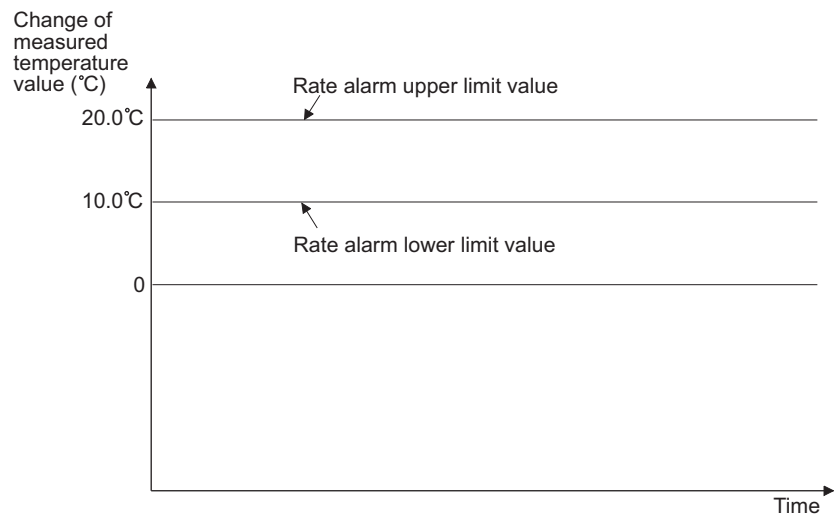 Change of
measured
temperature
value (℃)
Rate alarm upper limit value
20.0℃
10.0℃
Rate alarm lower limit value
0
Time